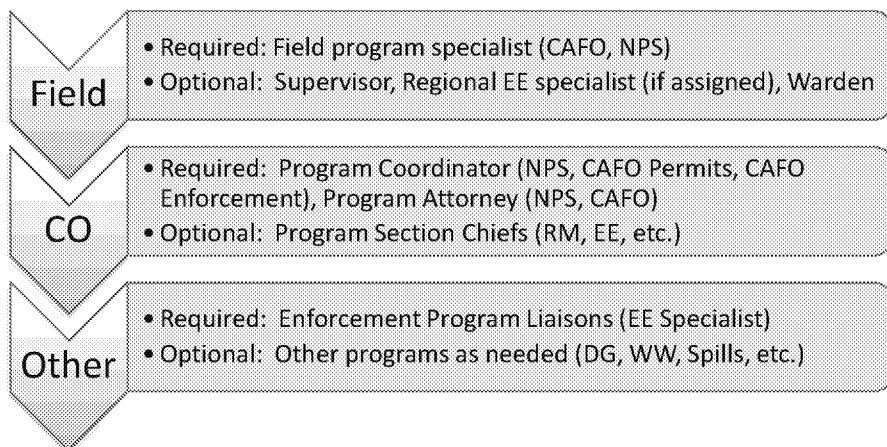 Field
• Required: Field program specialist (CAFO, NPS)
• Optional: Supervisor, Regional EE specialist (if assigned), Warden
CO
• Required: Program Coordinator (NPS, CAFO Permits, CAFO
Enforcement), Program Attorney (NPS, CAFO)
• Optional: Program Section Chiefs (RM, EE, etc.)
Other
• Required: Enforcement Program Liaisons (EE Specialist)
• Optional: Other programs as needed (DG, WW, Spills, etc.)